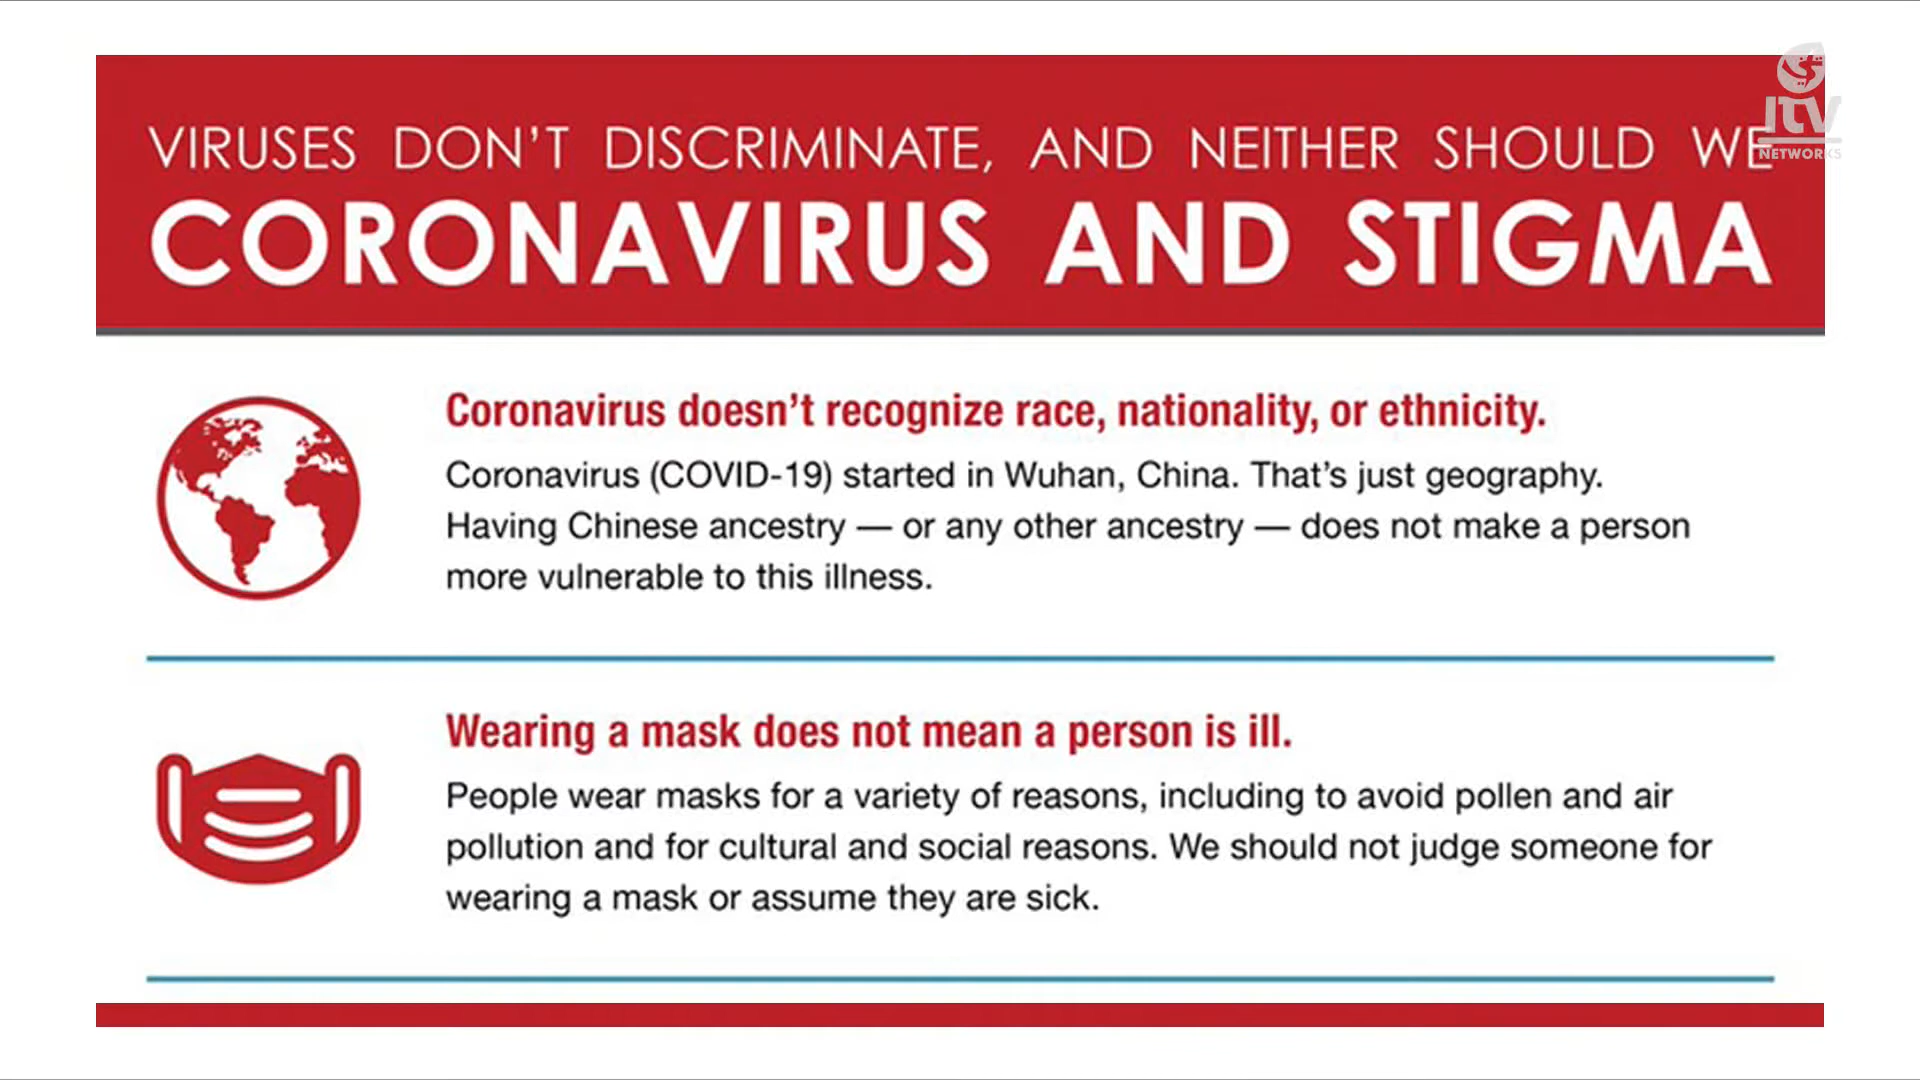 VIRUSES DON'T DISCRIMINATE, AND NEITHER SHOULD WE
CORONAVIRUS AND STIGMA
itv
NETWORKS
Coronavirus doesn't recognize race, nationality, or ethnicity.
Coronavirus (COVID-19) started in Wuhan, China. That's just geography.
Having Chinese ancestry — or any other ancestry — does not make a person
more vulnerable to this illness.
Wearing a mask does not mean a person is ill.
People wear masks for a variety of reasons, including to avoid pollen and air
pollution and for cultural and social reasons. We should not judge someone for
wearing a mask or assume they are sick.